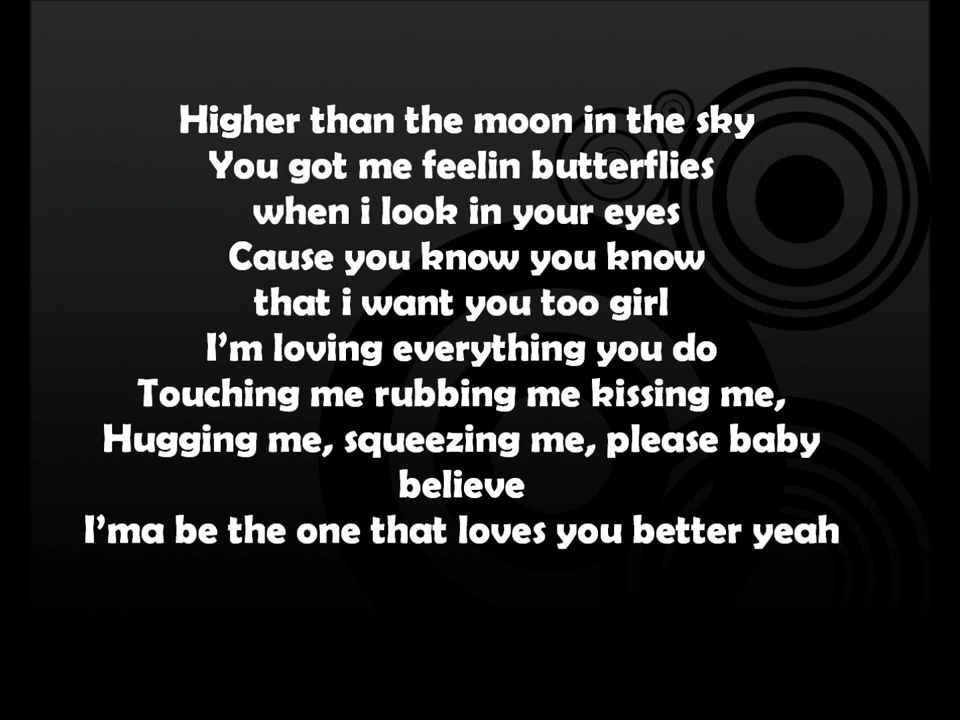 Higher than the moon in the sky
You got me feelin butterflies
when i look in your eyes
Cause you know you know
that i want you too girl
I'm loving everything you do
Touching me rubbing me kissing me,
Hugging me, squeezing me, please baby
believe
I'ma be the one that loves you better yeah